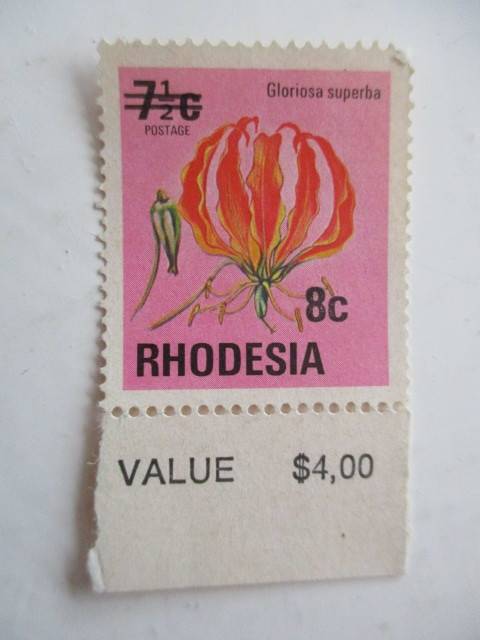 7½c
Gloriosa superba
POSTAGE
8c
RHODESIA
VALUE $4,00